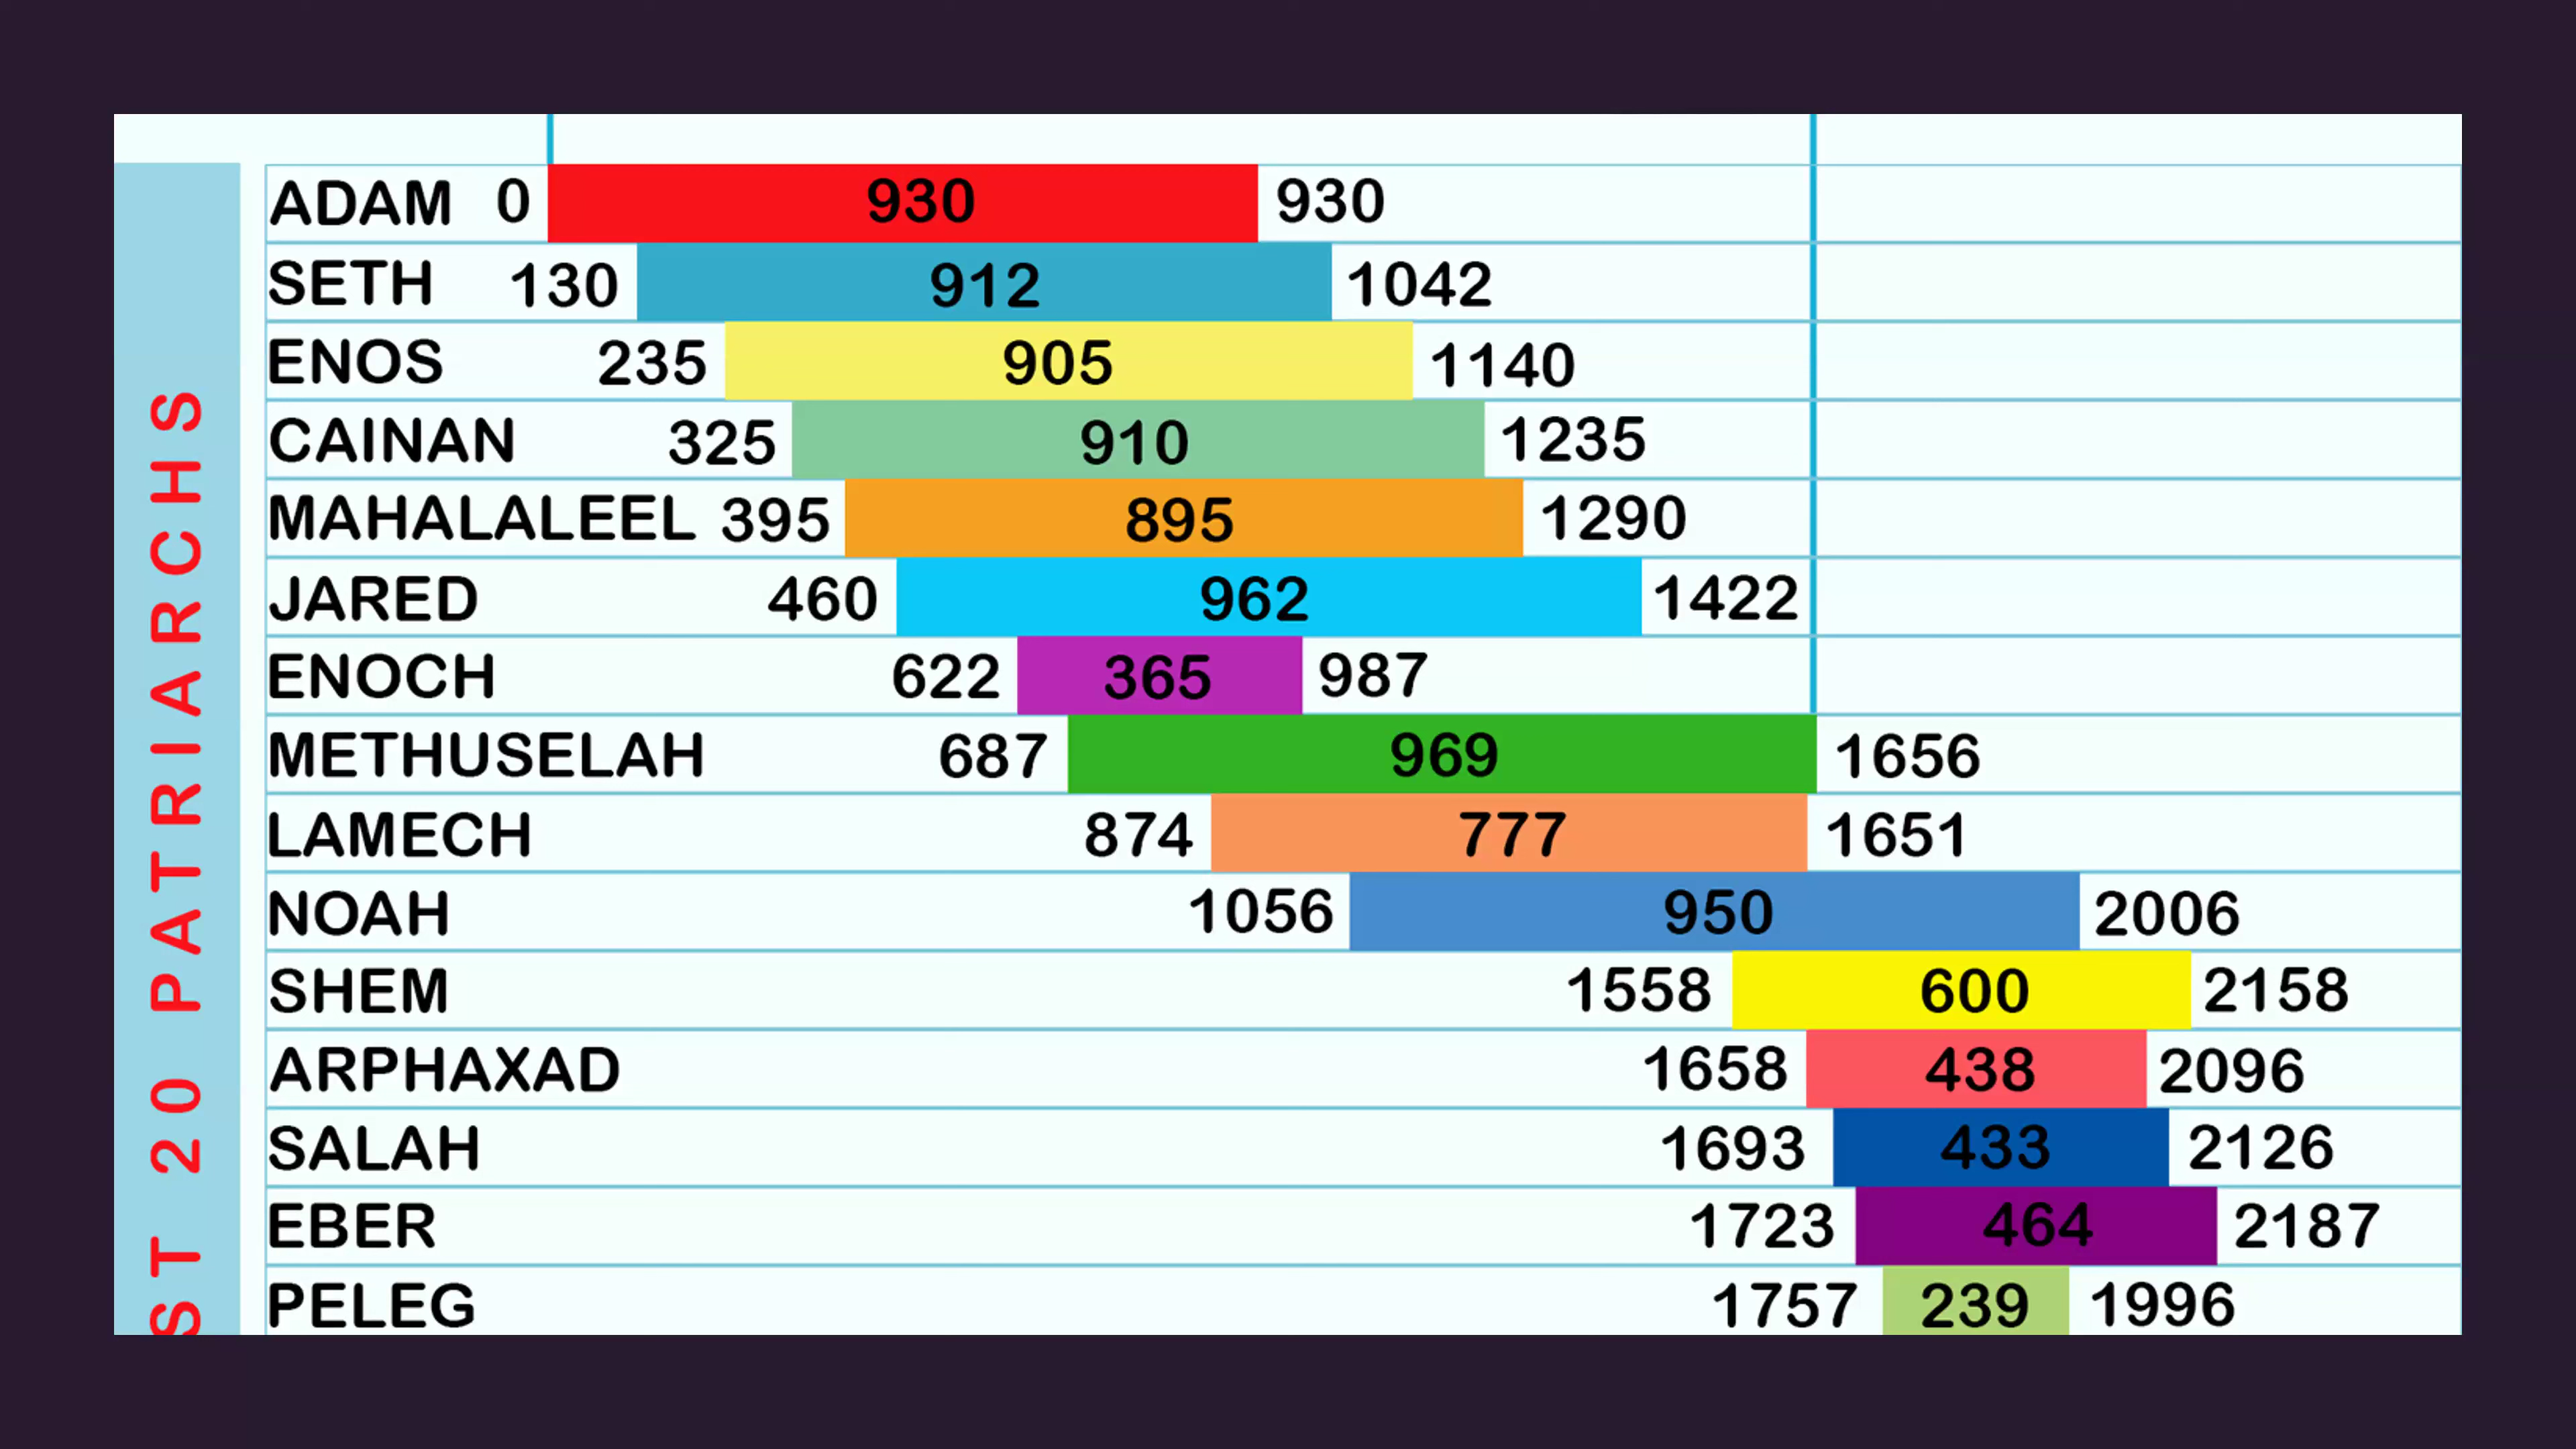 ST 20 PATRIARCHS
ADAM 0 930 930
SETH 130 912 1042
ENOS 235 905 1140
CAINAN 325 910 1235
MAHALALEEL 395 895 1290
JARED 460 962 1422
ENOCH 622 365 987
METHUSELAH 687 969 1656
LAMECH 874 777 1651
NOAH 1056 950 2006
SHEM 1558 600 2158
ARPHAXAD 1658 438 2096
SALAH 1693 433 2126
EBER 1723 464 2187
PELEG 1757 239 1996